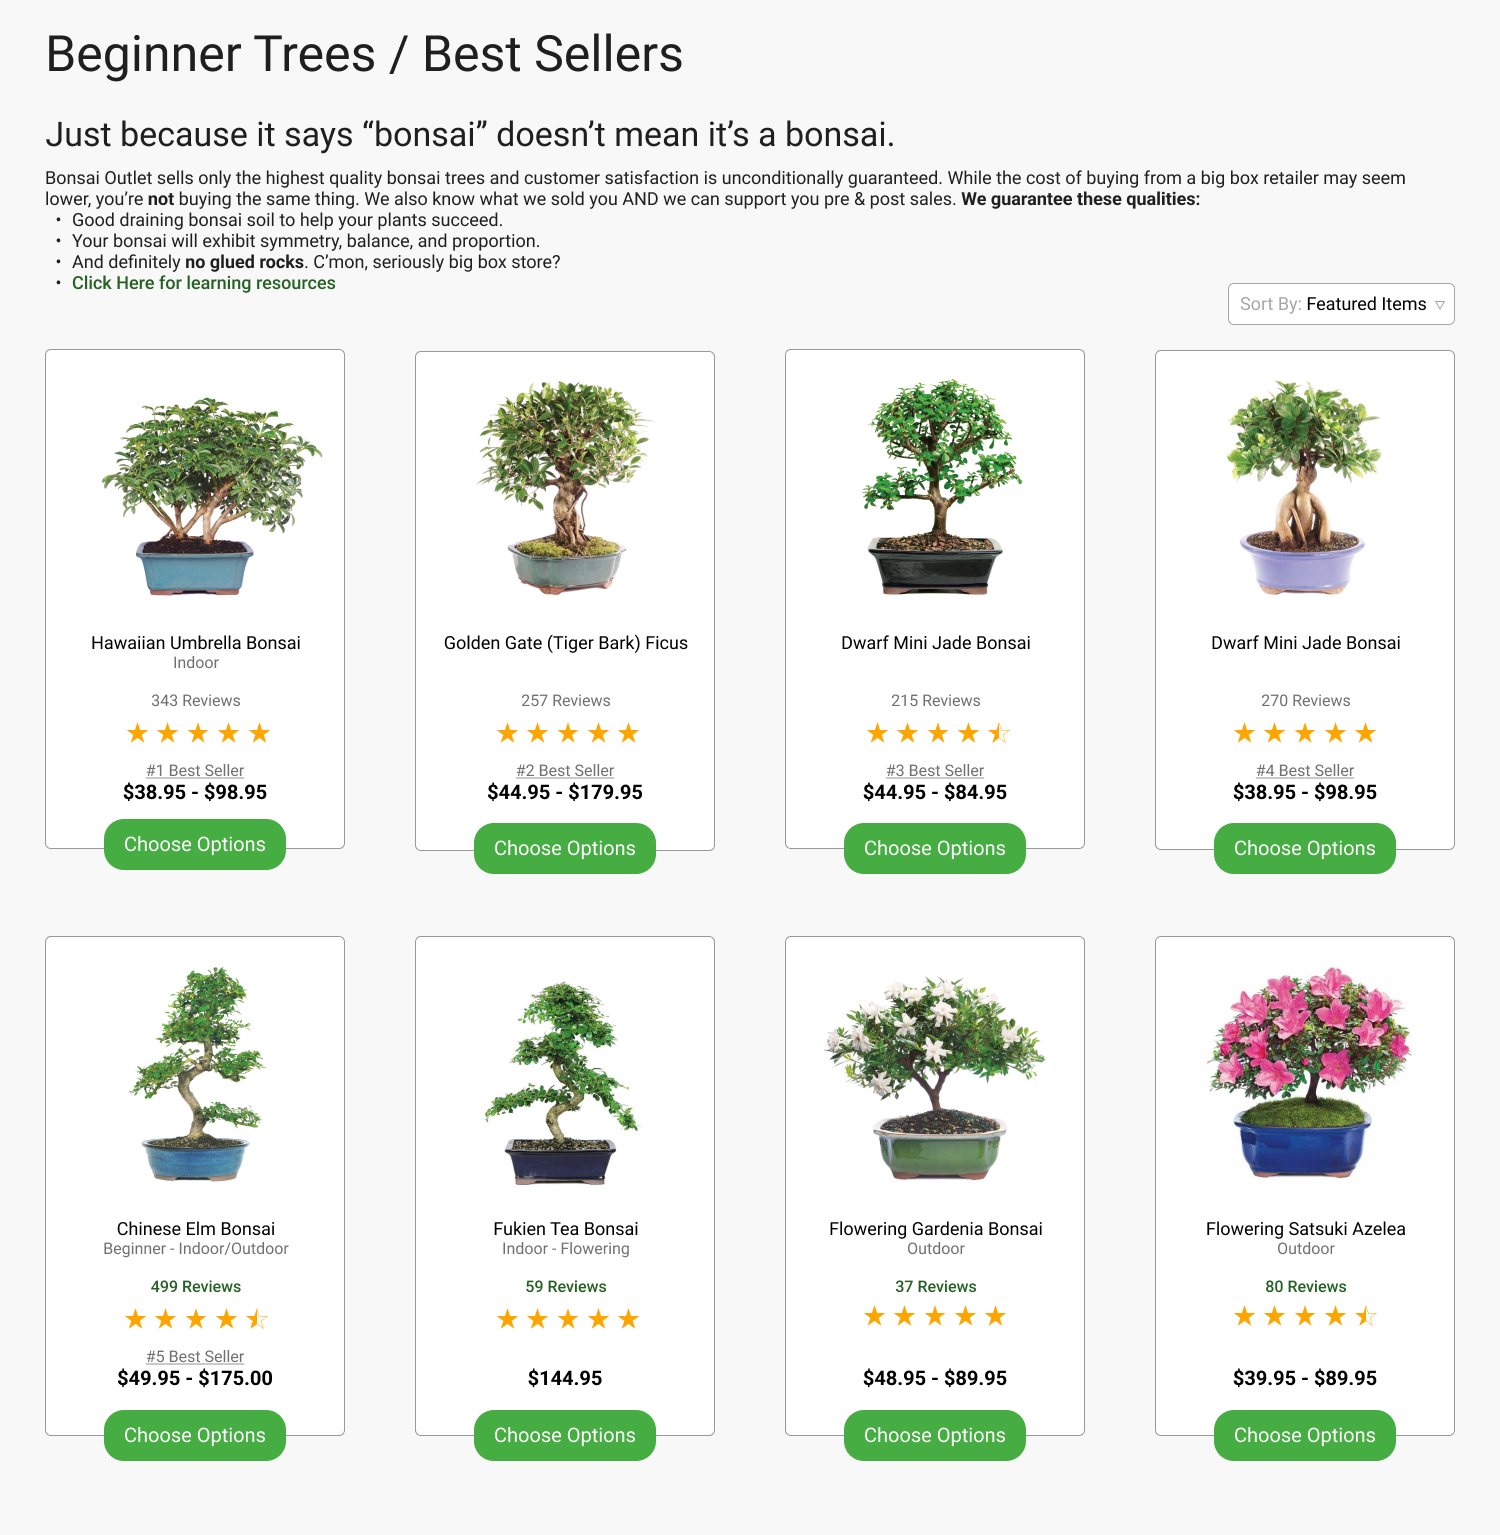 Beginner Trees / Best Sellers
Just because it says “bonsai” doesn’t mean it’s a bonsai.
Bonsai Outlet sells only the highest quality bonsai trees and customer satisfaction is unconditionally guaranteed. While the cost of buying from a big box retailer may seem
lower, you’re not buying the same thing. We also know what we sold you AND we can support you pre & post sales. We guarantee these qualities:
• Good draining bonsai soil to help your plants succeed.
• Your bonsai will exhibit symmetry, balance, and proportion.
• And definitely no glued rocks. C’mon, seriously big box store?
• Click Here for learning resources
Sort By: Featured Items
Hawaiian Umbrella Bonsai
Indoor
343 Reviews
#1 Best Seller
$38.95 - $98.95
Choose Options
Golden Gate (Tiger Bark) Ficus
257 Reviews
#2 Best Seller
$44.95 - $179.95
Choose Options
Dwarf Mini Jade Bonsai
215 Reviews
#3 Best Seller
$44.95 - $84.95
Choose Options
Dwarf Mini Jade Bonsai
270 Reviews
#4 Best Seller
$38.95 - $98.95
Choose Options
Chinese Elm Bonsai
Beginner - Indoor/Outdoor
499 Reviews
#5 Best Seller
$49.95 - $175.00
Choose Options
Fukien Tea Bonsai
Indoor - Flowering
59 Reviews
$144.95
Choose Options
Flowering Gardenia Bonsai
Outdoor
37 Reviews
$48.95 - $89.95
Choose Options
Flowering Satsuki Azelea
Outdoor
80 Reviews
$39.95 - $89.95
Choose Options